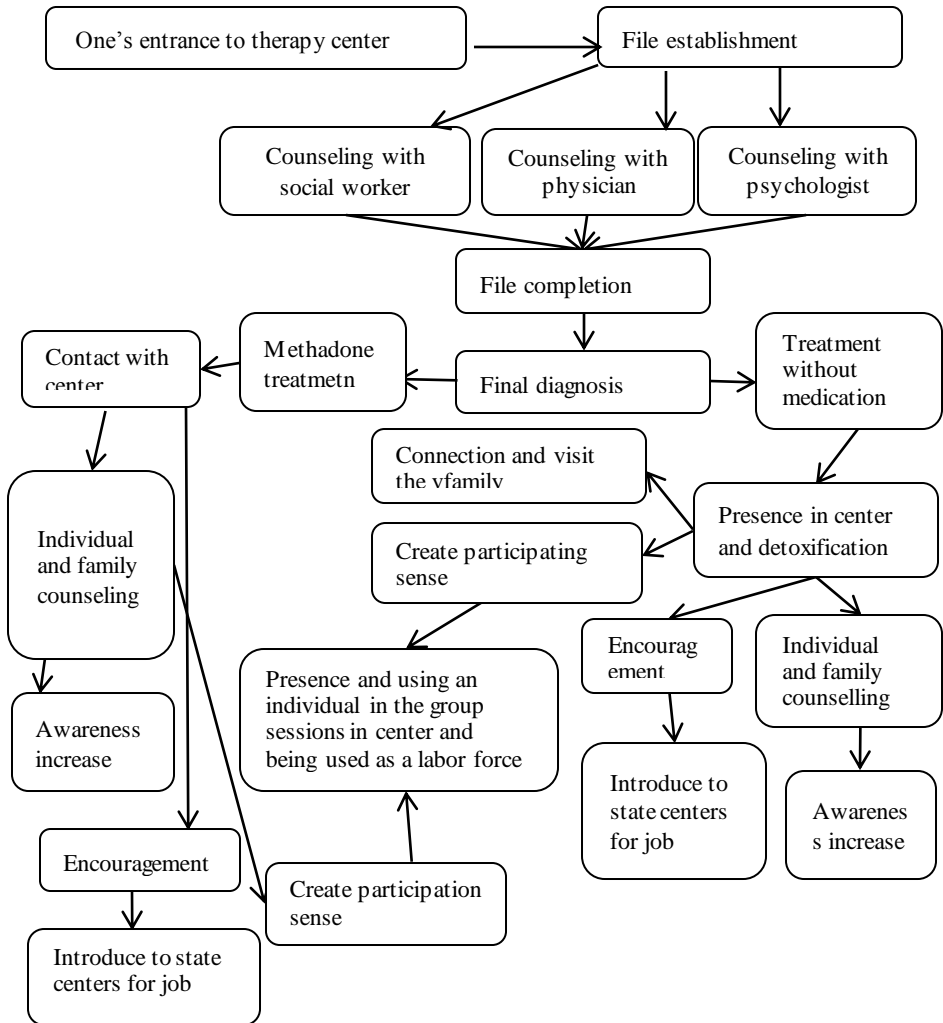 One's entrance to therapy center
File establishment
Counseling with
social worker
Counseling with
physician
Counseling with
psychologist
File completion
Contact with
center
Methadone
treatmetn
Final diagnosis
Treatment
without
medication
Connection and visit
the yfamily
Presence in center
and detoxification
Individual
and family
counseling
Create participating
sense
Encourag
ement
Individual
and family
counselling
Presence and using an
individual in the group
sessions in center and
being used as a labor force
Awareness
increase
Introduce to
state centers
for job
Awarenes
s increase
Encouragement
Create participation
sense
Introduce to state
centers for job